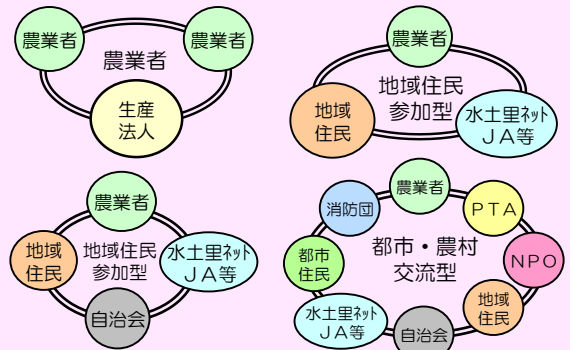 農業者
農業者
農業者
生産
法人
農業者
地域住民
参加型
地域
住民
水土里ネット
ＪＡ等
農業者
地域
住民
地域住民
参加型
水土里ネット
ＪＡ等
自治会
農業者
消防団
ＰＴＡ
都市
住民
都市・農村
交流型
ＮＰＯ
水土里ネット
ＪＡ等
地域
住民
自治会